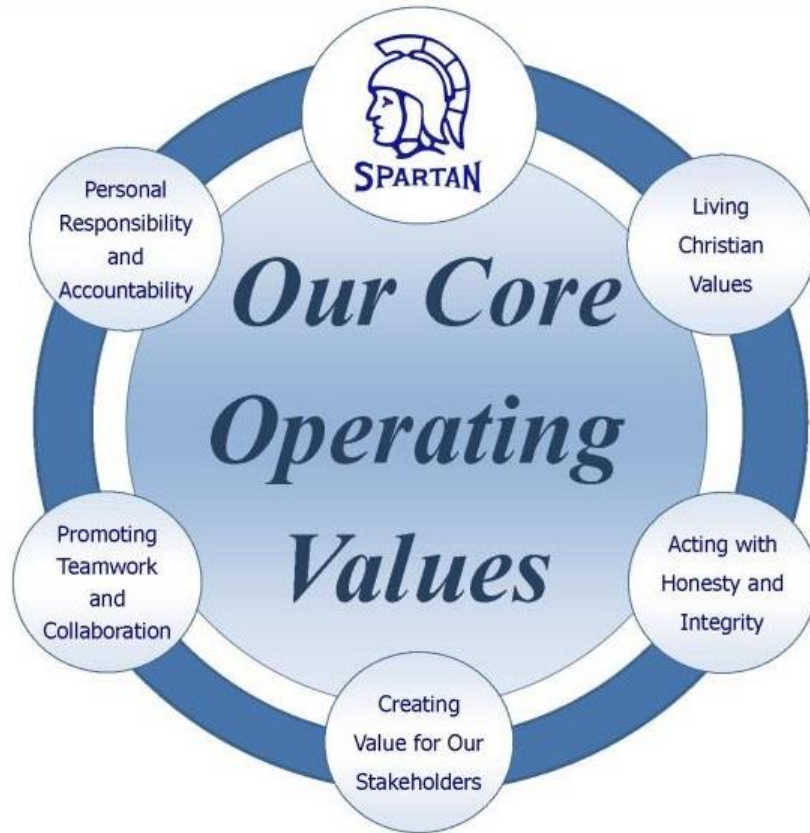 SPARTAN
Living
Christian
Values
Acting with
Honesty and
Integrity
Creating
Value for Our
Stakeholders
Promoting
Teamwork
and
Collaboration
Personal
Responsibility
and
Accountability
Our Core
Operating
Values